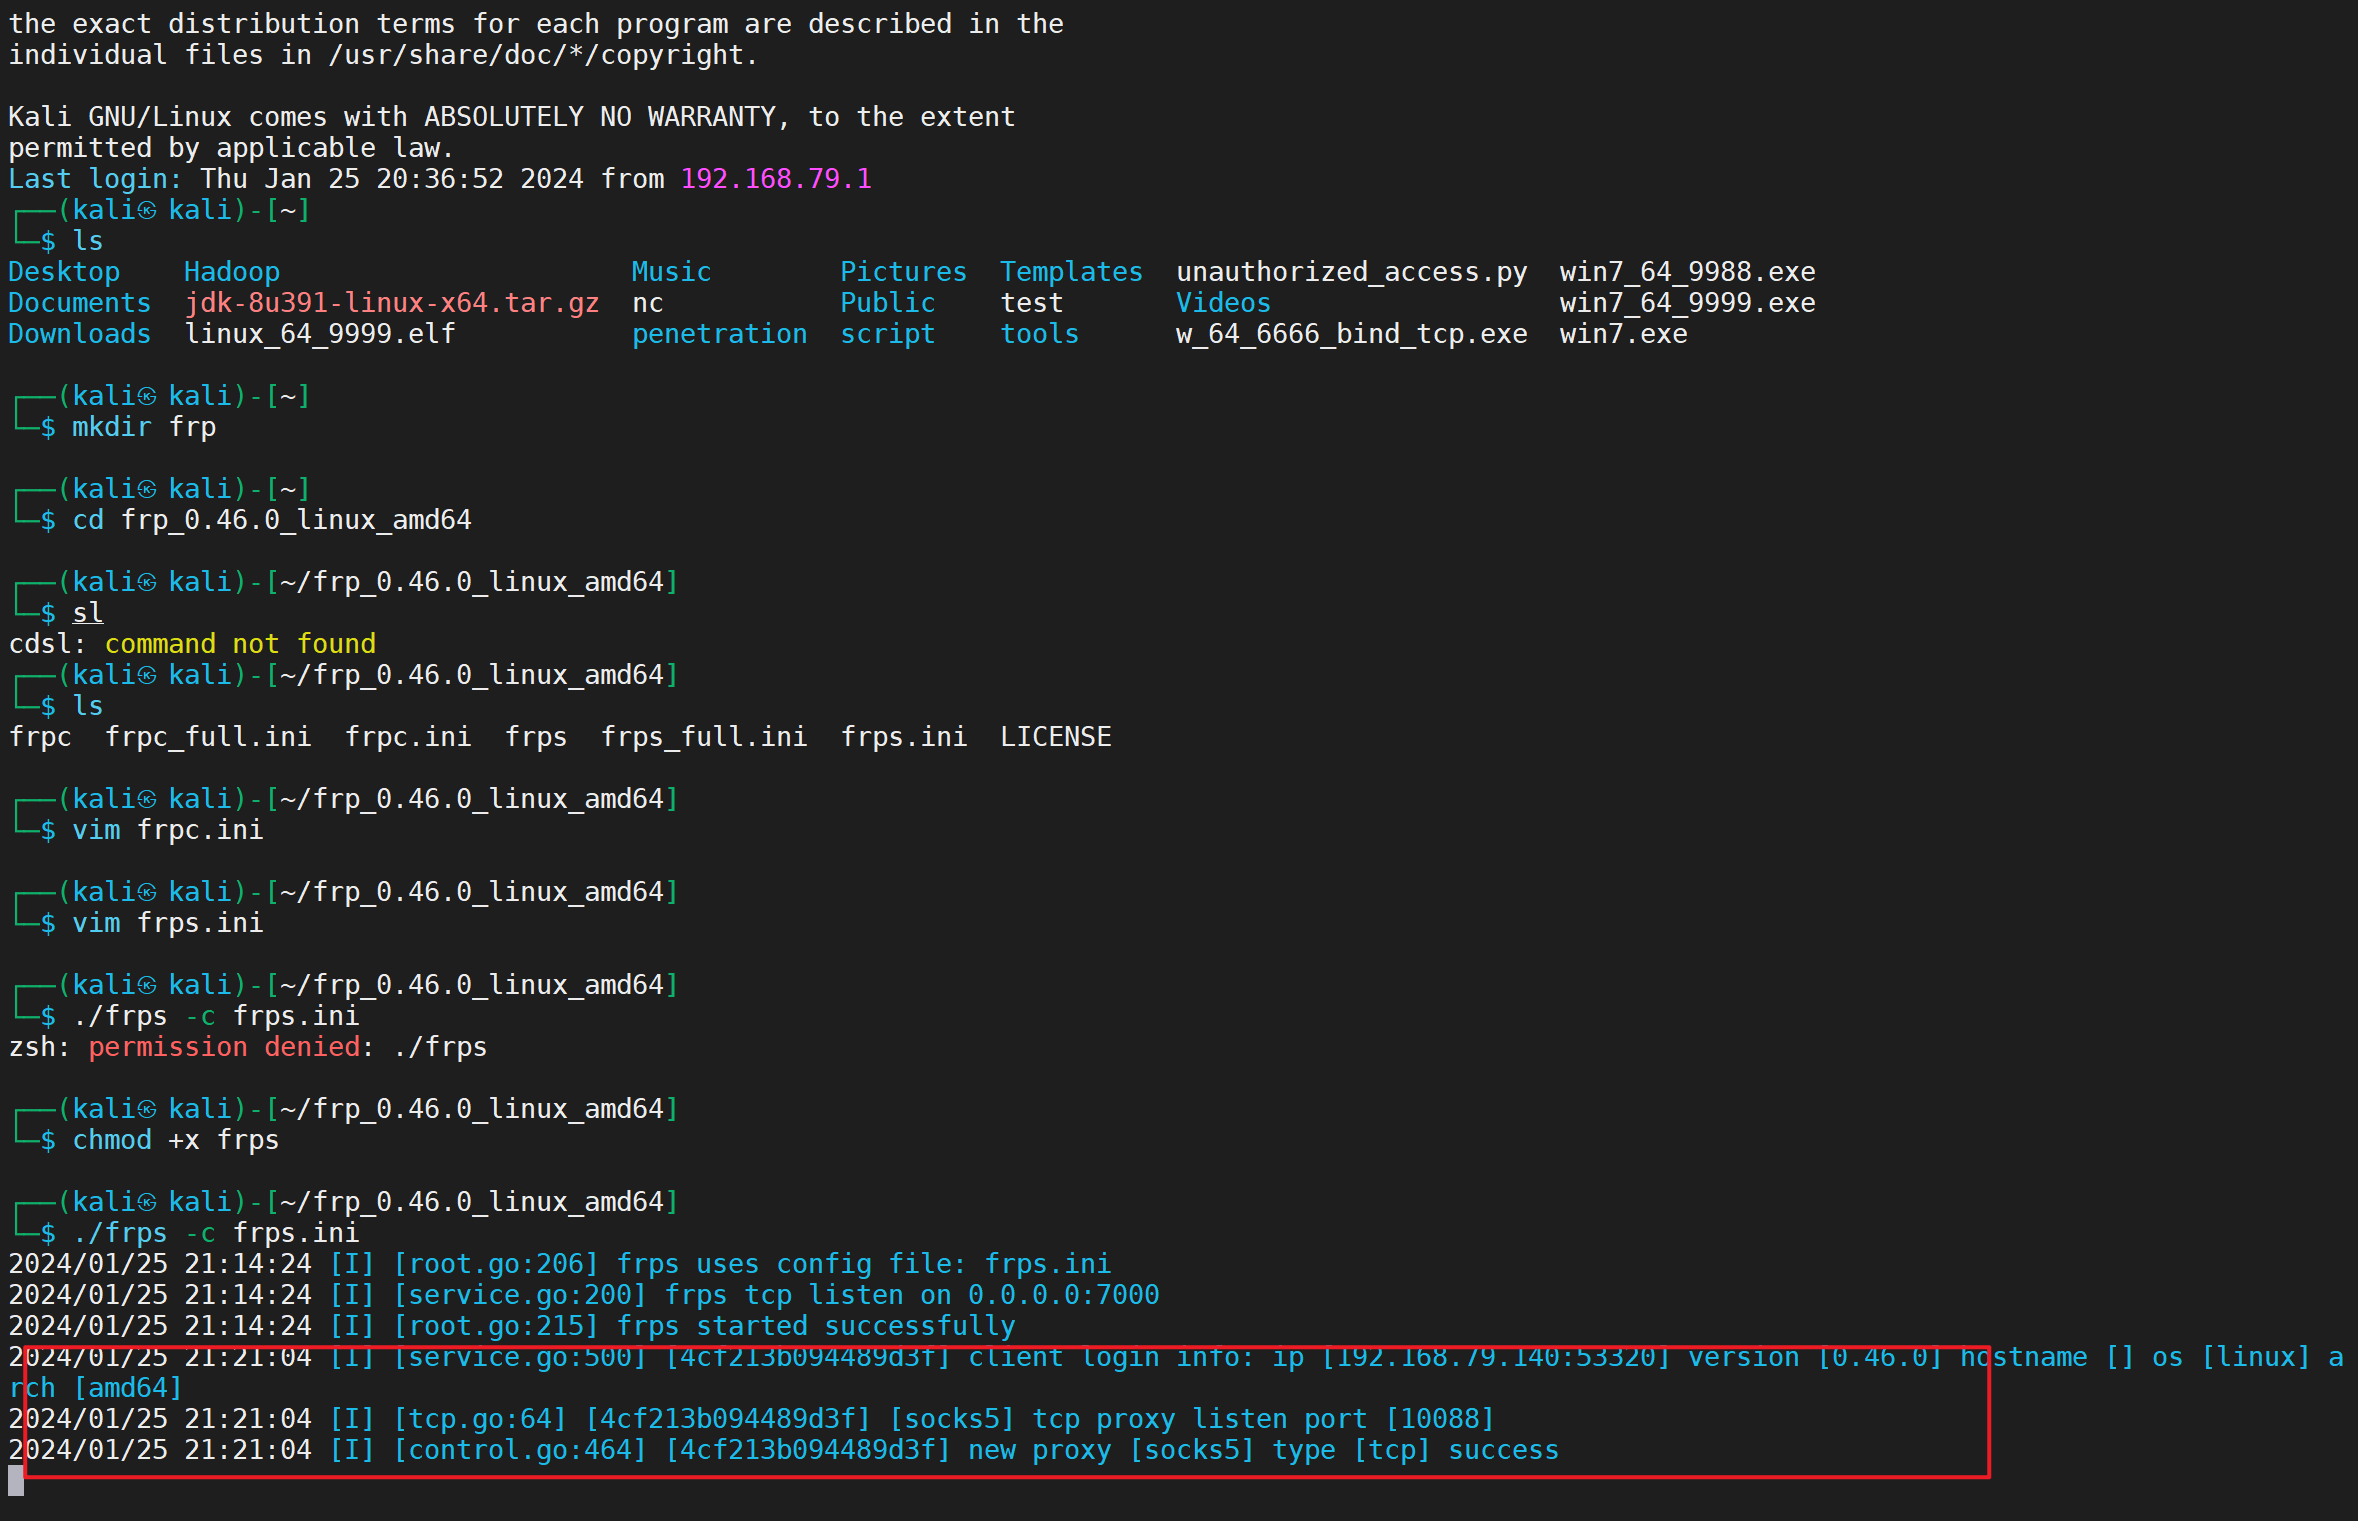 the exact distribution terms for each program are described in the
individual files in /usr/share/doc/*/copyright.
Kali GNU/Linux comes with ABSOLUTELY NO WARRANTY, to the extent
permitted by applicable law.
Last login: Thu Jan 25 20:36:52 2024 from 192.168.79.1
┌──(kali㉿kali)-[~]
└─$ ls
Desktop    Hadoop                      Music        Pictures  Templates  unauthorized_access.py  win7_64_9988.exe
Documents  jdk-8u391-linux-x64.tar.gz  nc           Public    test       Videos                  win7_64_9999.exe
Downloads  linux_64_9999.elf           penetration  script    tools      w_64_6666_bind_tcp.exe  win7.exe
┌──(kali㉿kali)-[~]
└─$ mkdir frp
┌──(kali㉿kali)-[~]
└─$ cd frp_0.46.0_linux_amd64
┌──(kali㉿kali)-[~/frp_0.46.0_linux_amd64]
└─$ sl
cdsl: command not found
┌──(kali㉿kali)-[~/frp_0.46.0_linux_amd64]
└─$ ls
frpc  frpc_full.ini  frpc.ini  frps  frps_full.ini  frps.ini  LICENSE
┌──(kali㉿kali)-[~/frp_0.46.0_linux_amd64]
└─$ vim frpc.ini
┌──(kali㉿kali)-[~/frp_0.46.0_linux_amd64]
└─$ vim frps.ini
┌──(kali㉿kali)-[~/frp_0.46.0_linux_amd64]
└─$ ./frps -c frps.ini
zsh: permission denied: ./frps
┌──(kali㉿kali)-[~/frp_0.46.0_linux_amd64]
└─$ chmod +x frps
┌──(kali㉿kali)-[~/frp_0.46.0_linux_amd64]
└─$ ./frps -c frps.ini
2024/01/25 21:14:24 [I] [root.go:206] frps uses config file: frps.ini
2024/01/25 21:14:24 [I] [service.go:200] frps tcp listen on 0.0.0.0:7000
2024/01/25 21:14:24 [I] [root.go:215] frps started successfully
2024/01/25 21:21:04 [I] [service.go:500] [4cf213b094489d3f] client login info: ip [192.168.79.140:53320] version [0.46.0] hostname [] os [linux] a
rch [amd64]
2024/01/25 21:21:04 [I] [tcp.go:64] [4cf213b094489d3f] [socks5] tcp proxy listen port [10088]
2024/01/25 21:21:04 [I] [control.go:464] [4cf213b094489d3f] new proxy [socks5] type [tcp] success